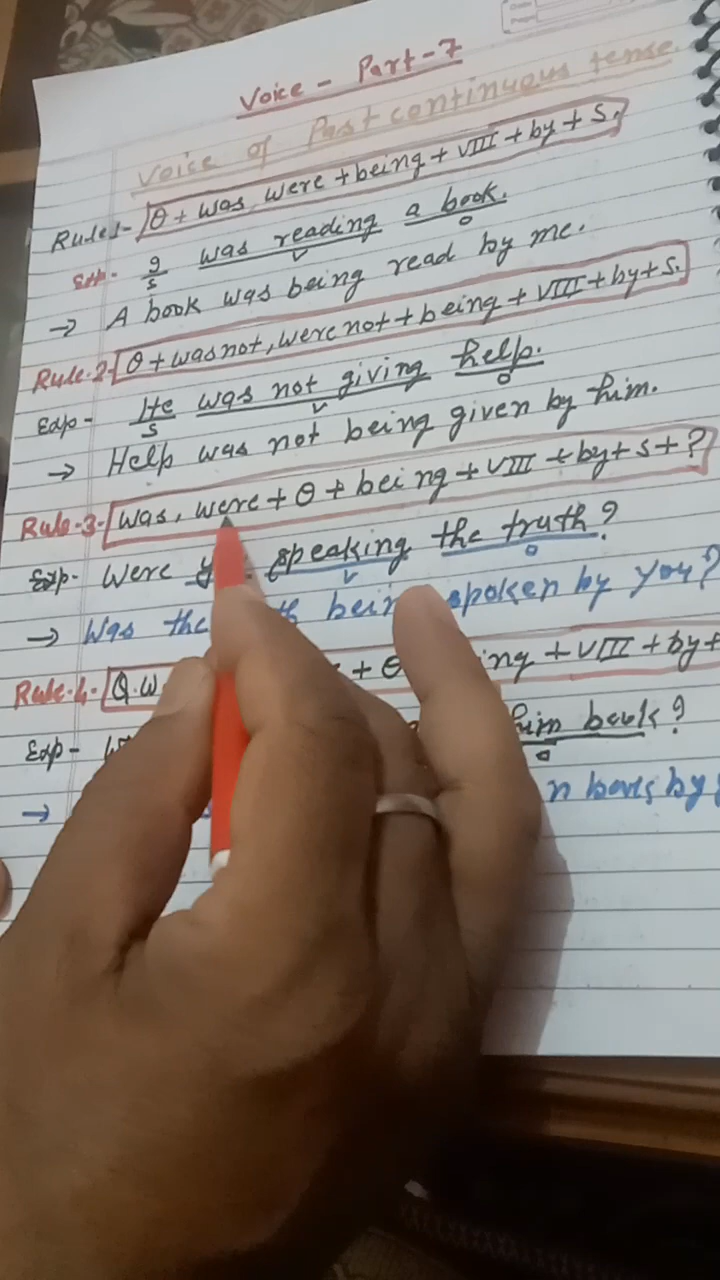 Voice - Part-7
Voice of Past continuous tense.
Rule1- O + was, were + being + VIII + by + S.
Exp- I was reading a book.
S V O
→ A book was being read by me.
Rule-2- O + was not, were not + being + VIII + by + S.
Exp- He was not giving help.
S V O
→ Help was not being given by him.
Rule-3- was, were + O + being + VIII + by + S + ?
Exp- Were speaking the truth?
V O
→ Was the being spoken by you?
Rule-4- Q.W + O + VIII + by +
Exp- him book?
O
→ by